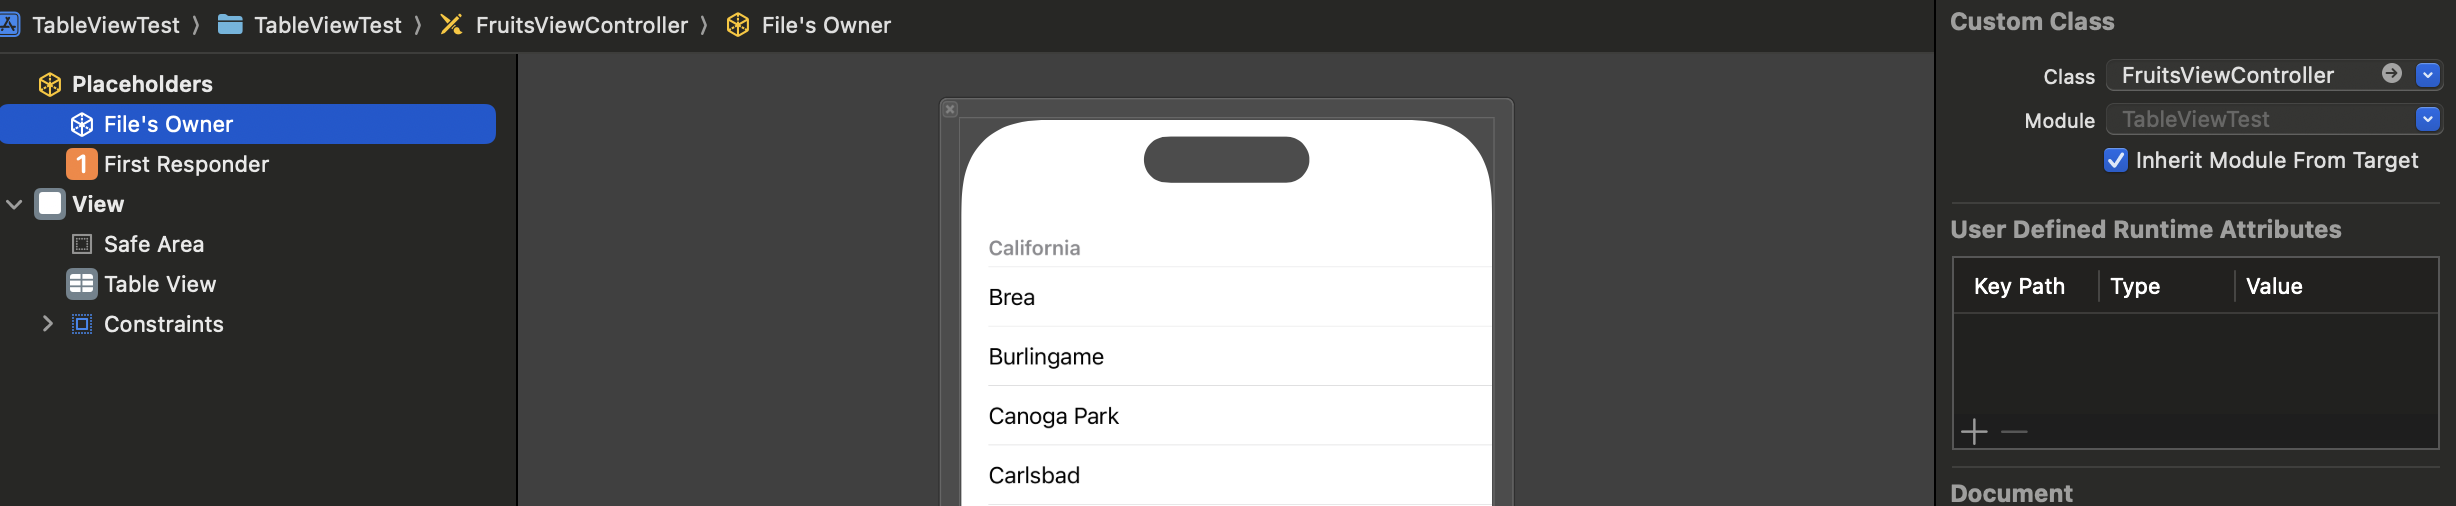 TableViewTest 〉 TableViewTest 〉 FruitsViewController 〉 File's Owner
Placeholders
File's Owner
1 First Responder
View
Safe Area
Table View
Constraints
California
Brea
Burlingame
Canoga Park
Carlsbad
Custom Class
Class FruitsViewController
Module TableViewTest
Inherit Module From Target
User Defined Runtime Attributes
Key Path Type Value
Document